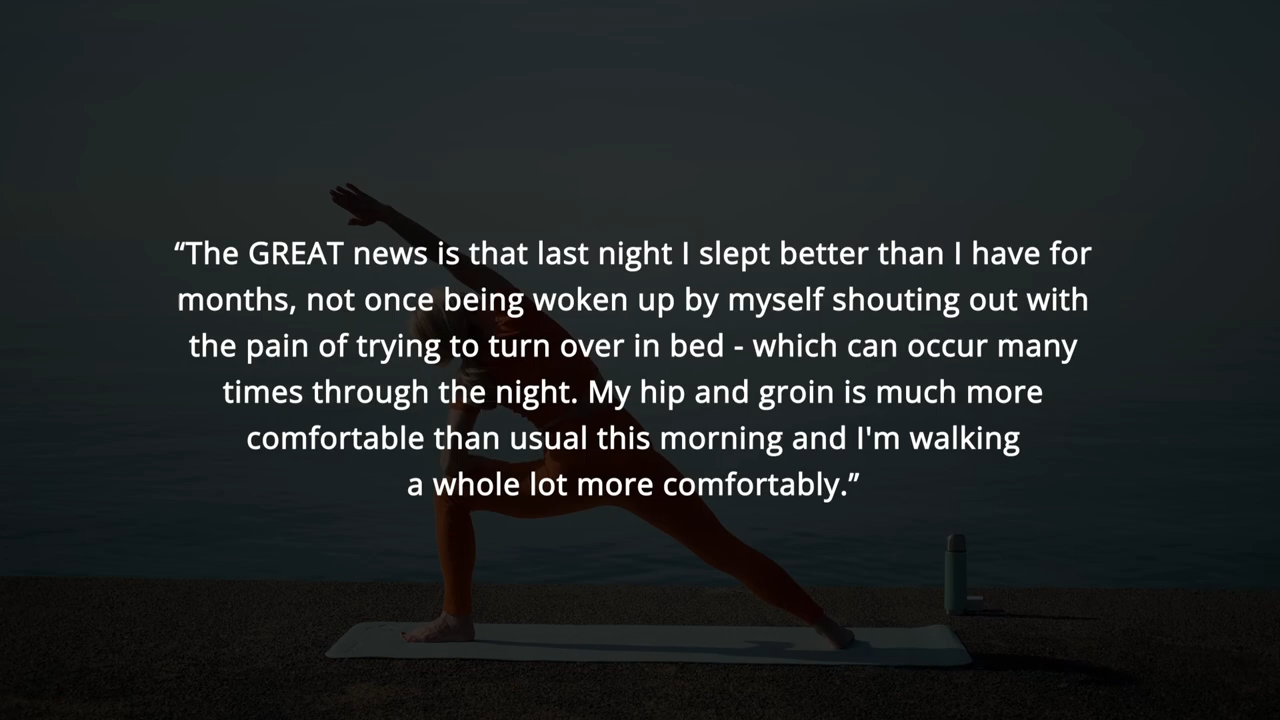 “The GREAT news is that last night I slept better than I have for
months, not once being woken up by myself shouting out with
the pain of trying to turn over in bed - which can occur many
times through the night. My hip and groin is much more
comfortable than usual this morning and I'm walking
a whole lot more comfortably.”